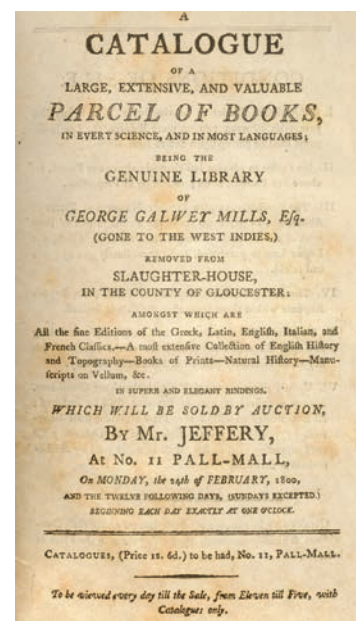 A
CATALOGUE
OF A
LARGE, EXTENSIVE, AND VALUABLE
PARCEL OF BOOKS,
IN EVERY SCIENCE, AND IN MOST LANGUAGES;
BEING THE
GENUINE LIBRARY
OF
GEORGE GALWEY MILLS, Eſq.
(GONE TO THE WEST INDIES,)
REMOVED FROM
SLAUGHTER-HOUSE,
IN THE COUNTY OF GLOUCESTER:
AMONGST WHICH ARE
All the fine Editions of the Greek, Latin, Engliſh, Italian, and
French Claſſics.—A moſt extenſive Collection of Engliſh Hiſtory
and Topography—Books of Prints—Natural Hiſtory—Manu-
ſcripts on Vellum, &c.
IN SUPERB AND ELEGANT BINDINGS.
WHICH WILL BE SOLD BY AUCTION,
By Mr. JEFFERY,
At No. 11 PALL-MALL,
On MONDAY, the 24th of FEBRUARY, 1800,
AND THE TWELVE FOLLOWING DAYS, (SUNDAYS EXCEPTED.)
BEGINNING EACH DAY EXACTLY AT ONE O'CLOCK.
CATALOGUES, (Price 1s. 6d.) to be had, No. 11, PALL-MALL.
To be viewed every day till the Sale, from Eleven till Five, with
Catalogues only.